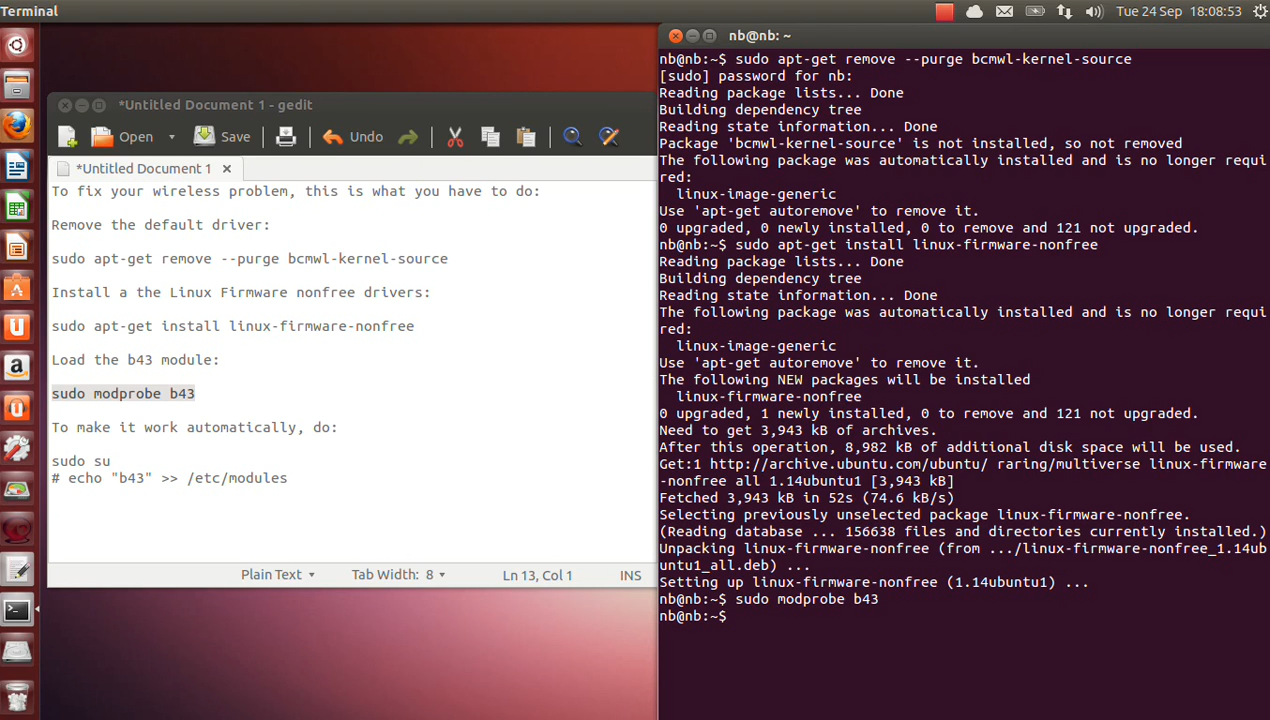 Terminal
Tue 24 Sep 18:08:53
*Untitled Document 1 - gedit
Open
Save
Undo
*Untitled Document 1
To fix your wireless problem, this is what you have to do:
Remove the default driver:
sudo apt-get remove --purge bcmwl-kernel-source
Install a the Linux Firmware nonfree drivers:
sudo apt-get install linux-firmware-nonfree
Load the b43 module:
sudo modprobe b43
To make it work automatically, do:
sudo su
# echo "b43" >> /etc/modules
Plain Text
Tab Width: 8
Ln 13, Col 1
INS
nb@nb: ~
nb@nb:~$ sudo apt-get remove --purge bcmwl-kernel-source
[sudo] password for nb:
Reading package lists... Done
Building dependency tree
Reading state information... Done
Package 'bcmwl-kernel-source' is not installed, so not removed
The following package was automatically installed and is no longer requi
red:
linux-image-generic
Use 'apt-get autoremove' to remove it.
0 upgraded, 0 newly installed, 0 to remove and 121 not upgraded.
nb@nb:~$ sudo apt-get install linux-firmware-nonfree
Reading package lists... Done
Building dependency tree
Reading state information... Done
The following package was automatically installed and is no longer requi
red:
linux-image-generic
Use 'apt-get autoremove' to remove it.
The following NEW packages will be installed
linux-firmware-nonfree
0 upgraded, 1 newly installed, 0 to remove and 121 not upgraded.
Need to get 3,943 kB of archives.
After this operation, 8,982 kB of additional disk space will be used.
Get:1 http://archive.ubuntu.com/ubuntu/ raring/multiverse linux-firmware
-nonfree all 1.14ubuntu1 [3,943 kB]
Fetched 3,943 kB in 52s (74.6 kB/s)
Selecting previously unselected package linux-firmware-nonfree.
(Reading database ... 156638 files and directories currently installed.)
Unpacking linux-firmware-nonfree (from .../linux-firmware-nonfree_1.14ub
untu1_all.deb) ...
Setting up linux-firmware-nonfree (1.14ubuntu1) ...
nb@nb:~$ sudo modprobe b43
nb@nb:~$